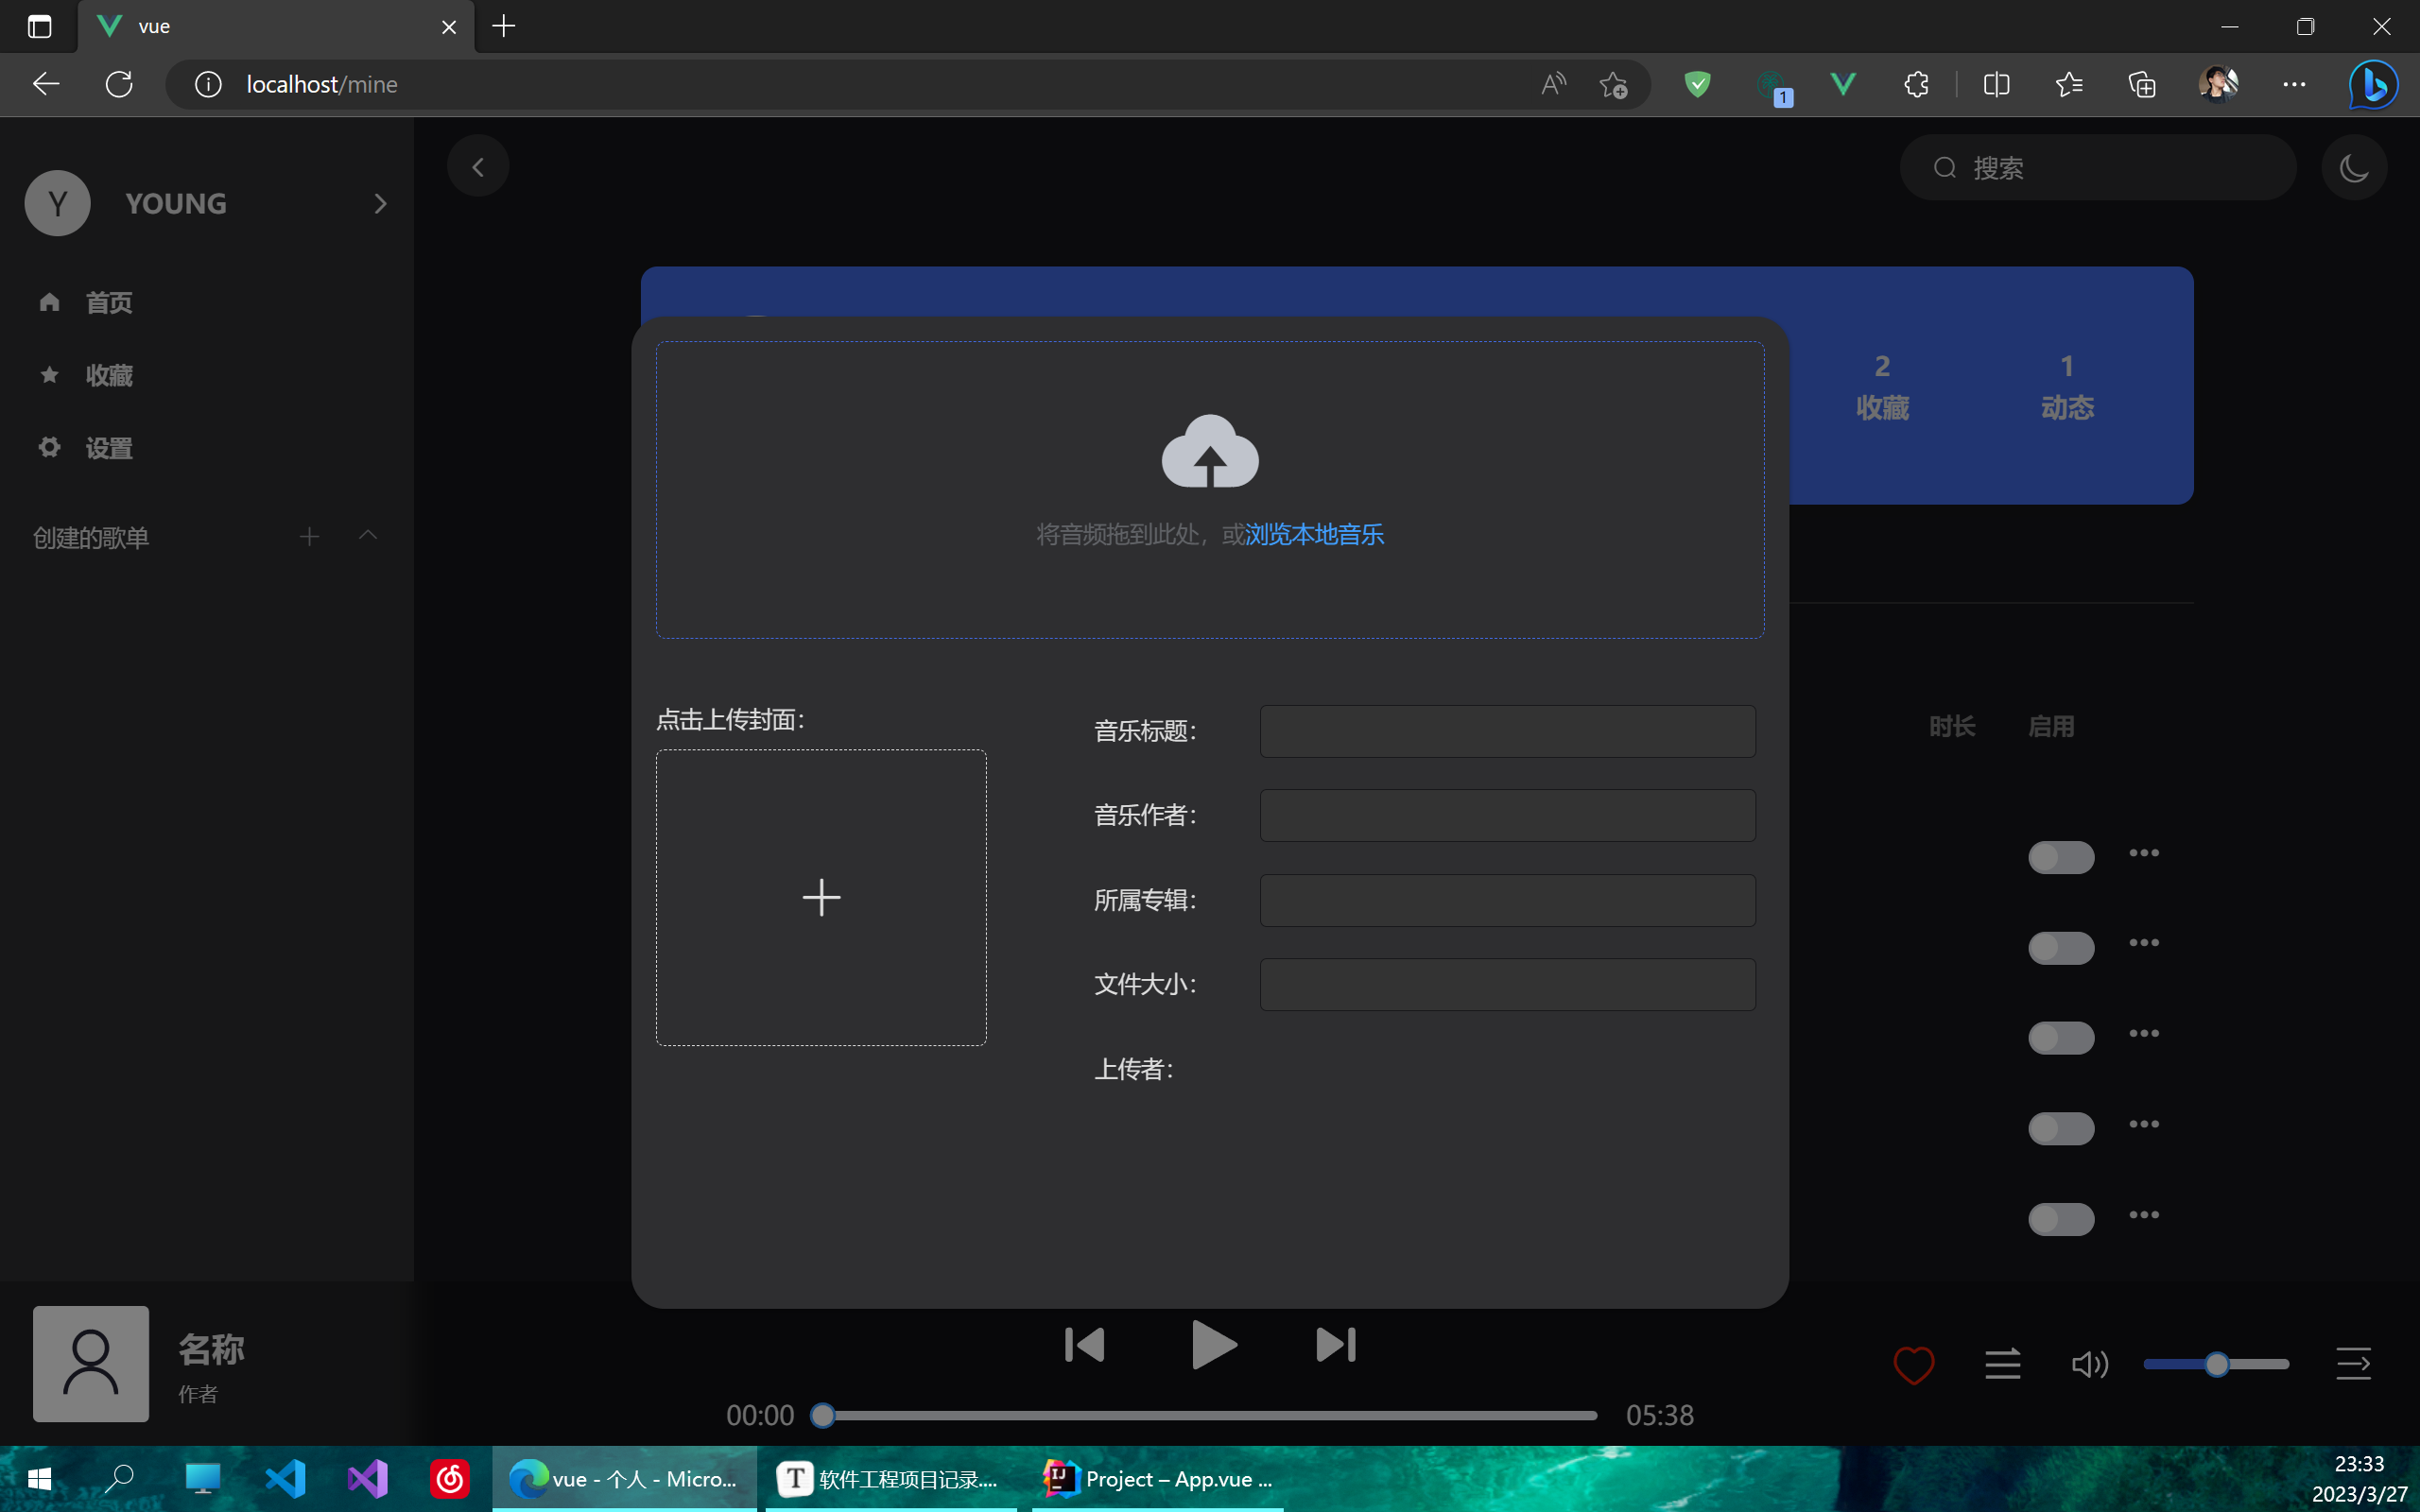 vue
localhost/mine
1
Y
YOUNG
搜索
首页
收藏
设置
创建的歌单
2
收藏
1
动态
将音频拖到此处，或浏览本地音乐
点击上传封面：
音乐标题：
音乐作者：
所属专辑：
文件大小：
上传者：
时长
启用
名称
作者
00:00
05:38
vue - 个人 - Micro...
T
软件工程项目记录....
IJ
Project – App.vue ...
23:33
2023/3/27